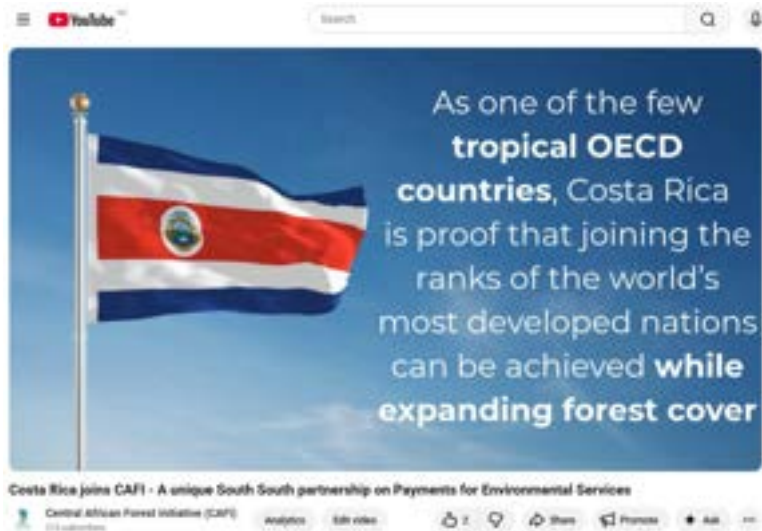 YouTube
Search
As one of the few
tropical OECD
countries, Costa Rica
is proof that joining the
ranks of the world's
most developed nations
can be achieved while
expanding forest cover
Costa Rica joins CAFI - A unique South South partnership on Payments for Environmental Services
Central African Forest Initiative (CAFI)
Analytics
Edit video
2
Share
Promote
Ask